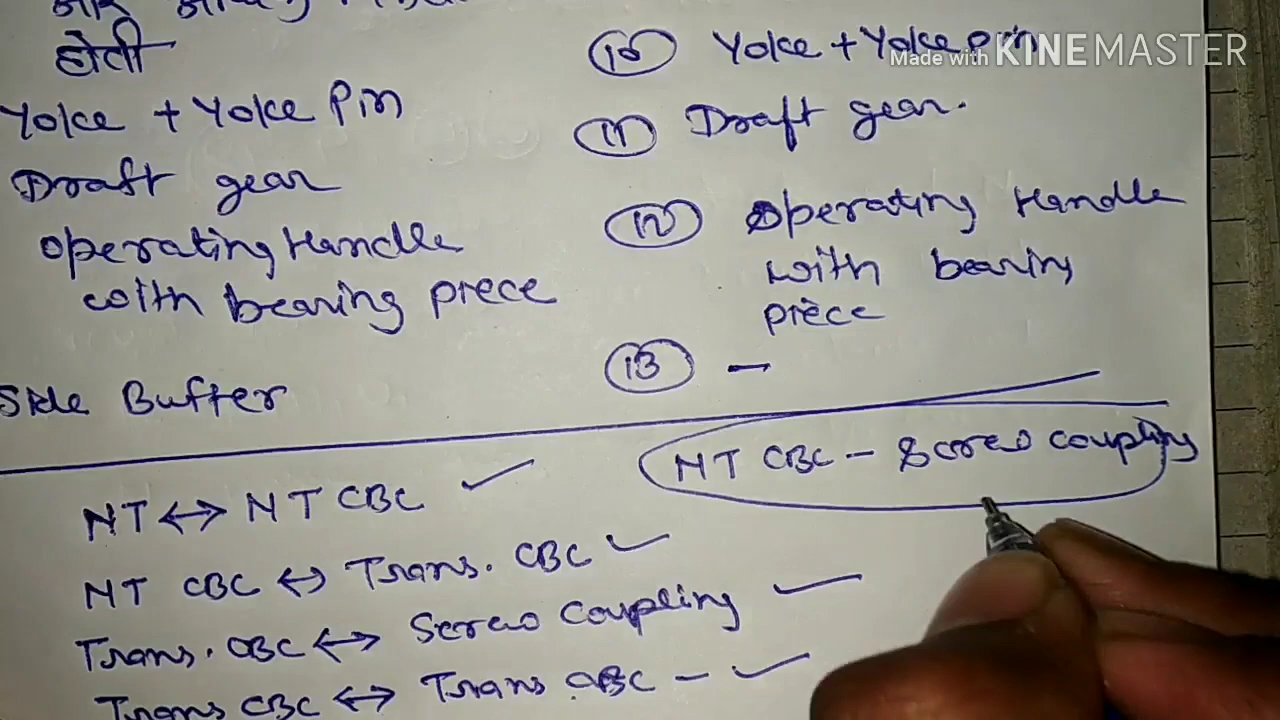 होती
Yoke + Yoke Pin
Draft gear
Operating Handle
with bearing piece
Side Buffer
10 Yoke + Yoke Pin
11 Draft gear.
12 Operating Handle
with bearing
piece
13 -
NT CBC - Screw coupling
NT ↔ NT CBC ✓
NT CBC ↔ Trans. CBC ✓
Trans. CBC ↔ Screw Coupling ✓
Trans CBC ↔ Trans CBC - ✓
Made with KINEMASTER